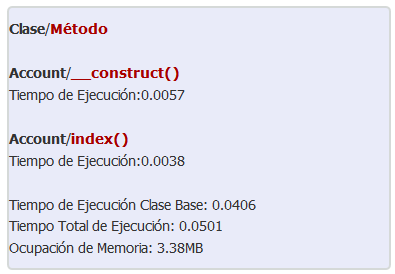 Clase/Método
Account/__construct()
Tiempo de Ejecución:0.0057
Account/index()
Tiempo de Ejecución:0.0038
Tiempo de Ejecución Clase Base: 0.0406
Tiempo Total de Ejecución: 0.0501
Ocupación de Memoria: 3.38MB